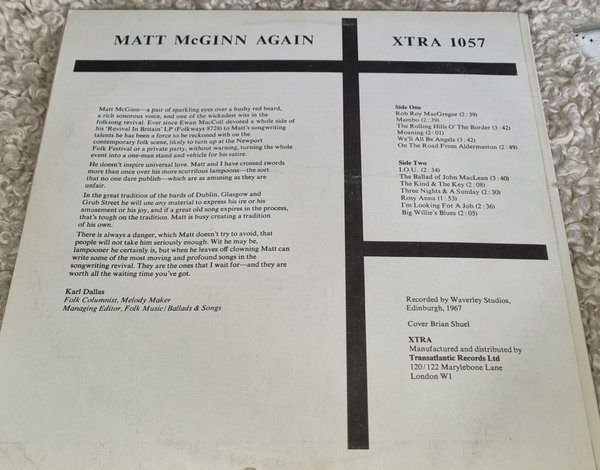 MATT McGINN AGAIN
XTRA 1057
Matt McGinn—a pair of sparkling eyes over a bushy red beard,
a rich sonorous voice, and one of the wickedest wits in the
folksong revival. Ever since Ewan MacColl devoted a whole side of
his 'Revival In Britain' LP (Folkways 8728) to Matt's songwriting
talents he has been a force to be reckoned with on the
contemporary folk scene, likely to turn up at the Newport
Folk Festival or a private party, without warning, turning the whole
event into a one-man stand and vehicle for his satire.
He doesn't inspire universal love. Matt and I have crossed swords
more than once over his more scurrilous lampoons—the sort
that no one dare publish—which are as amusing as they are
unfair.
In the great tradition of the bards of Dublin, Glasgow and
Grub Street he will use any material to express his ire or his
amusement or his joy, and if a great old song expires in the process,
that's tough on the tradition. Matt is busy creating a tradition
of his own.
There is always a danger, which Matt doesn't try to avoid, that
people will not take him seriously enough. Wit he may be,
lampooner he certainly is, but when he leaves off clowning Matt can
write some of the most moving and profound songs in the
songwriting revival. They are the ones that I wait for—and they are
worth all the waiting time you've got.
Karl Dallas
Folk Columnist, Melody Maker
Managing Editor, Folk Music/Ballads & Songs
Side One
Rob Roy MacGregor (2:39)
Mambo (2:39)
The Rolling Hills O' The Border (3:42)
Moaning (2:01)
We'll All Be Angels (3:42)
On The Road From Aldermaston (2:49)
Side Two
I.O.U. (2:34)
The Ballad of John MacLean (3:40)
The Kind & The Key (2:08)
Three Nights & A Sunday (2:30)
Rosy Anna (1:53)
I'm Looking For A Job (2:36)
Big Willie's Blues (2:05)
Recorded by Waverley Studios,
Edinburgh, 1967
Cover Brian Shuel
XTRA
Manufactured and distributed by
Transatlantic Records Ltd
120/122 Marylebone Lane
London W1